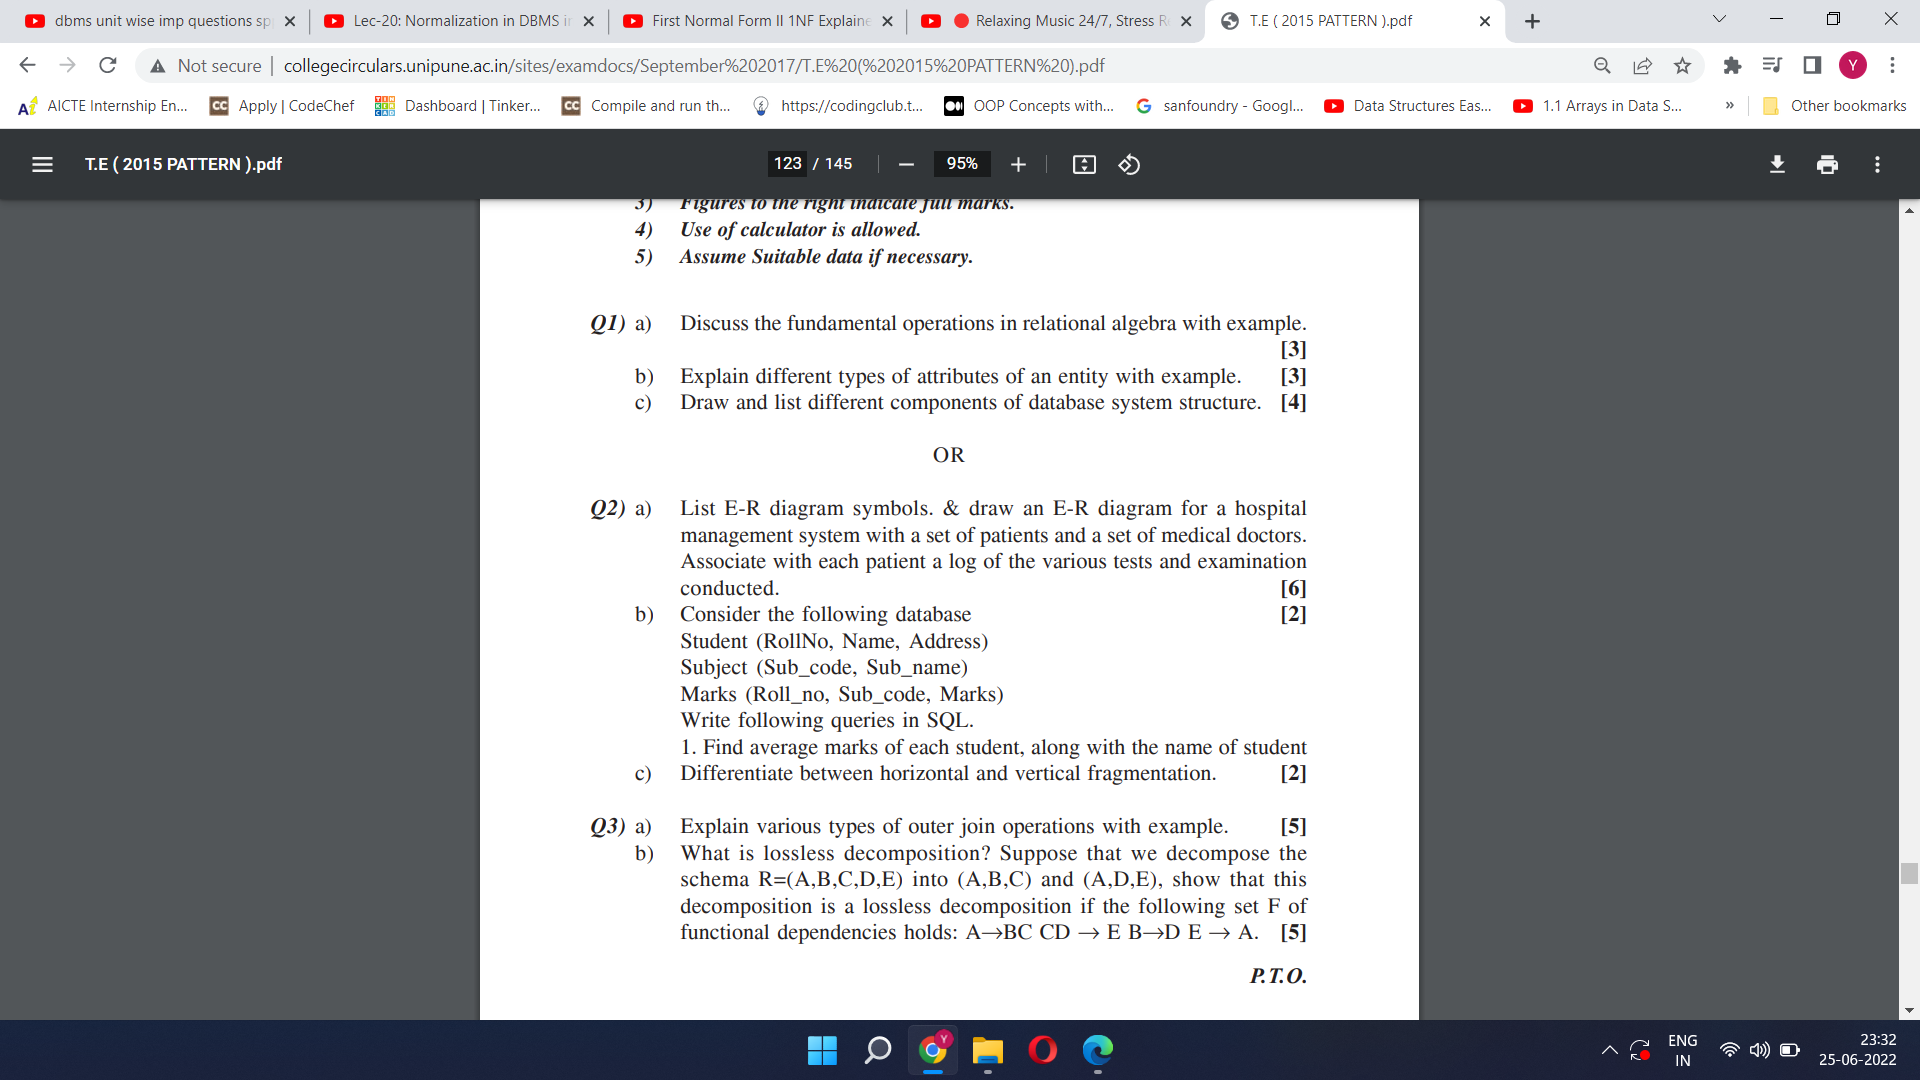 dbms unit wise imp questions sp
Lec-20: Normalization in DBMS i
First Normal Form II 1NF Explaine
Relaxing Music 24/7, Stress R
T.E ( 2015 PATTERN ).pdf
Not secure
collegecirculars.unipune.ac.in/sites/examdocs/September%202017/T.E%20(%202015%20PATTERN%20).pdf
Y
AICTE Internship En...
CC Apply | CodeChef
Dashboard | Tinker...
CC Compile and run th...
https://codingclub.t...
OOP Concepts with...
sanfoundry - Googl...
Data Structures Eas...
1.1 Arrays in Data S...
»
Other bookmarks
T.E ( 2015 PATTERN ).pdf
123 / 145
95%
3) Figures to the right indicate full marks.
4) Use of calculator is allowed.
5) Assume Suitable data if necessary.
Q1) a) Discuss the fundamental operations in relational algebra with example.
[3]
b) Explain different types of attributes of an entity with example. [3]
c) Draw and list different components of database system structure. [4]
OR
Q2) a) List E-R diagram symbols. & draw an E-R diagram for a hospital
management system with a set of patients and a set of medical doctors.
Associate with each patient a log of the various tests and examination
conducted. [6]
b) Consider the following database [2]
Student (RollNo, Name, Address)
Subject (Sub_code, Sub_name)
Marks (Roll_no, Sub_code, Marks)
Write following queries in SQL.
1. Find average marks of each student, along with the name of student
c) Differentiate between horizontal and vertical fragmentation. [2]
Q3) a) Explain various types of outer join operations with example. [5]
b) What is lossless decomposition? Suppose that we decompose the
schema R=(A,B,C,D,E) into (A,B,C) and (A,D,E), show that this
decomposition is a lossless decomposition if the following set F of
functional dependencies holds: A→BC CD → E B→D E → A. [5]
P.T.O.
Y
ENG
IN
23:32
25-06-2022